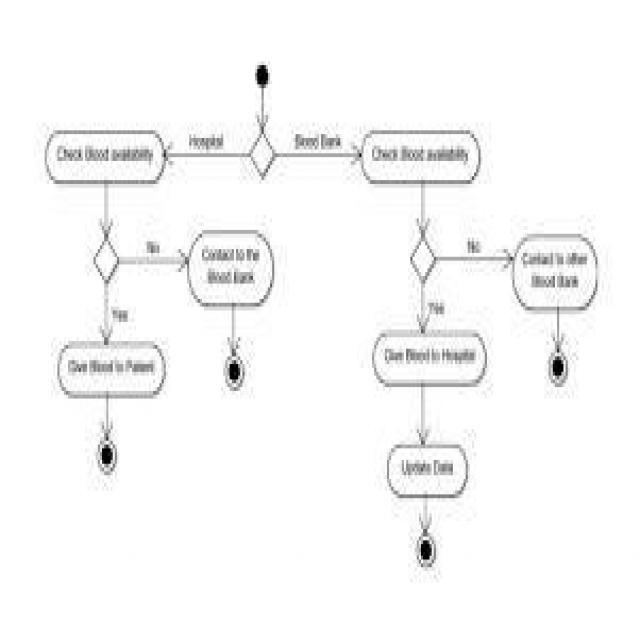 Hospital
Blood Bank
Check Blood availability
Check Blood availability
No
Contact to the
Blood Bank
No
Contact to other
Blood Bank
Yes
Yes
Give Blood to Patient
Give Blood to Hospital
Update Data